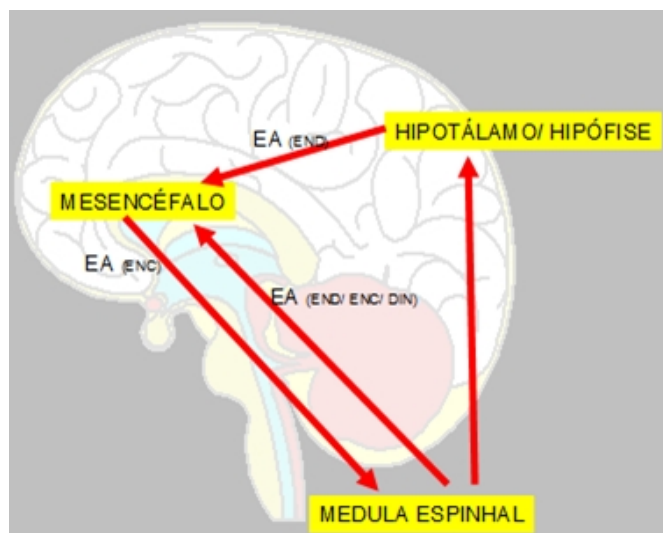 HIPOTÁLAMO/ HIPÓFISE
EA (END)
MESENCÉFALO
EA (ENC)
EA (END/ ENC/ DIN)
MEDULA ESPINHAL